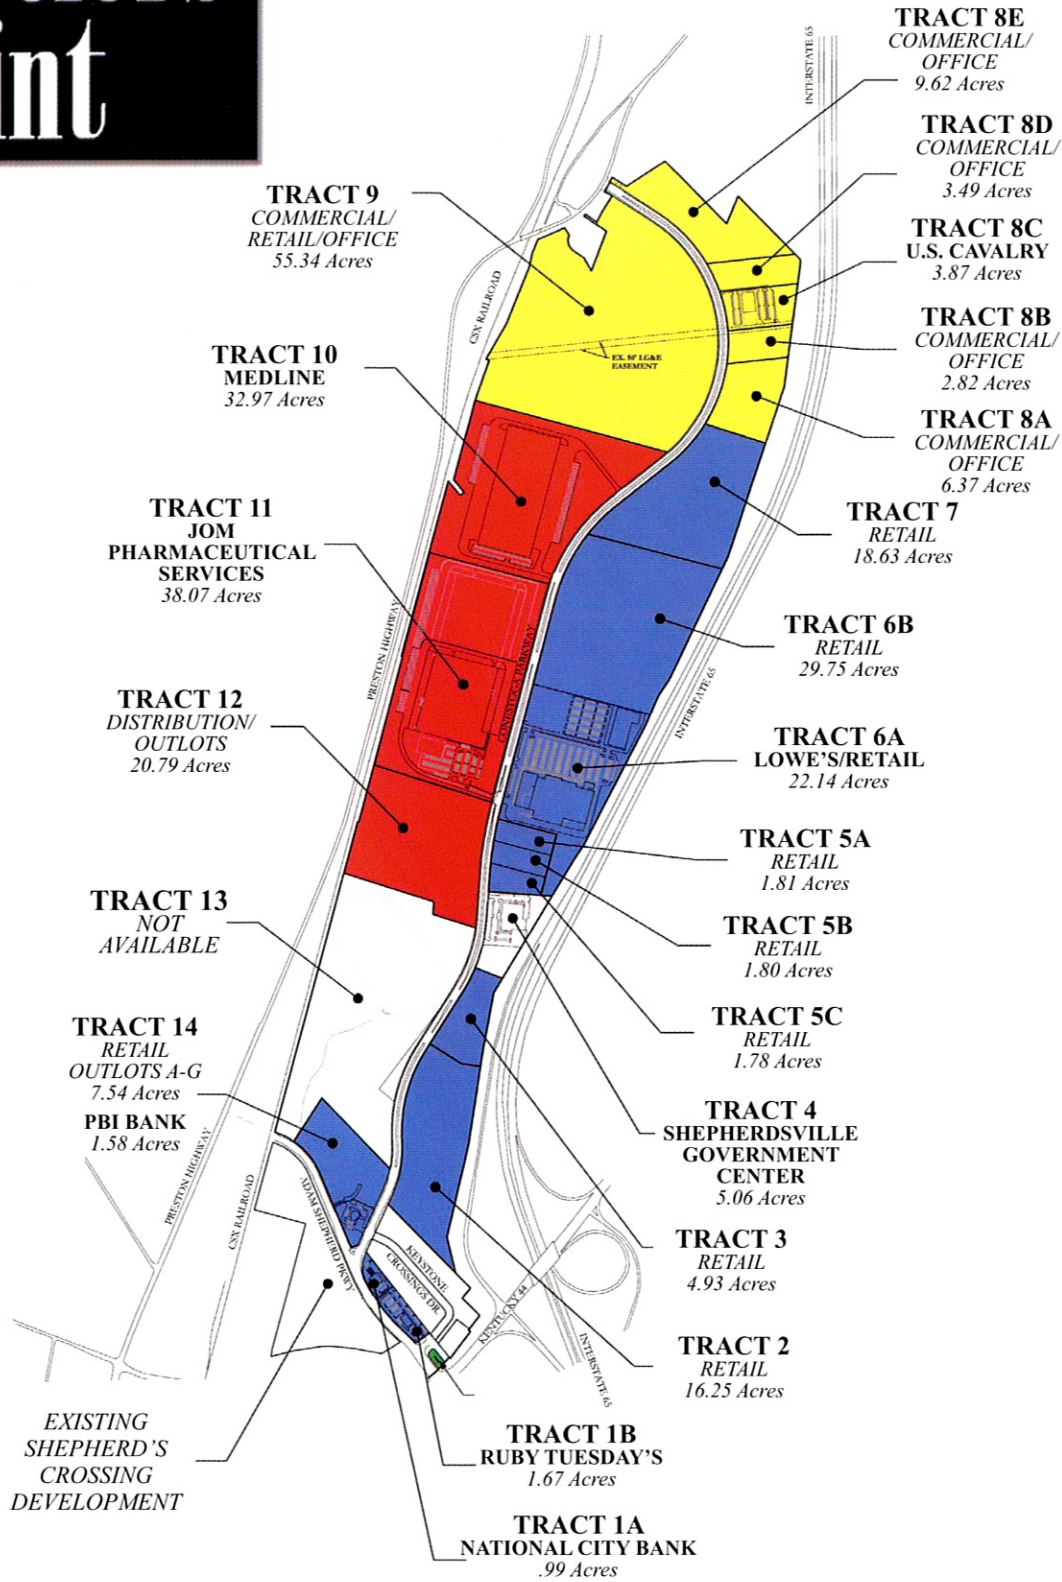 int
TRACT 8E
COMMERCIAL/
OFFICE
9.62 Acres
TRACT 8D
COMMERCIAL/
OFFICE
3.49 Acres
TRACT 8C
U.S. CAVALRY
3.87 Acres
TRACT 8B
COMMERCIAL/
OFFICE
2.82 Acres
TRACT 8A
COMMERCIAL/
OFFICE
6.37 Acres
TRACT 7
RETAIL
18.63 Acres
TRACT 6B
RETAIL
29.75 Acres
TRACT 6A
LOWE'S/RETAIL
22.14 Acres
TRACT 5A
RETAIL
1.81 Acres
TRACT 5B
RETAIL
1.80 Acres
TRACT 5C
RETAIL
1.78 Acres
TRACT 4
SHEPHERDSVILLE
GOVERNMENT
CENTER
5.06 Acres
TRACT 3
RETAIL
4.93 Acres
TRACT 2
RETAIL
16.25 Acres
TRACT 1B
RUBY TUESDAY'S
1.67 Acres
TRACT 1A
NATIONAL CITY BANK
.99 Acres
TRACT 9
COMMERCIAL/
RETAIL/OFFICE
55.34 Acres
TRACT 10
MEDLINE
32.97 Acres
TRACT 11
JOM
PHARMACEUTICAL
SERVICES
38.07 Acres
TRACT 12
DISTRIBUTION/
OUTLOTS
20.79 Acres
TRACT 13
NOT
AVAILABLE
TRACT 14
RETAIL
OUTLOTS A-G
7.54 Acres
PBI BANK
1.58 Acres
EXISTING
SHEPHERD'S
CROSSING
DEVELOPMENT
INTERSTATE 65
CSX RAILROAD
LG&E
EASEMENT
PRESTON HIGHWAY
CONESTOGA PARKWAY
INTERSTATE 65
PRESTON HIGHWAY
CSX RAILROAD
ADAM SHEPHERD PKWY
KEYSTONE
CROSSINGS DR.
KENTUCKY 44
INTERSTATE 65